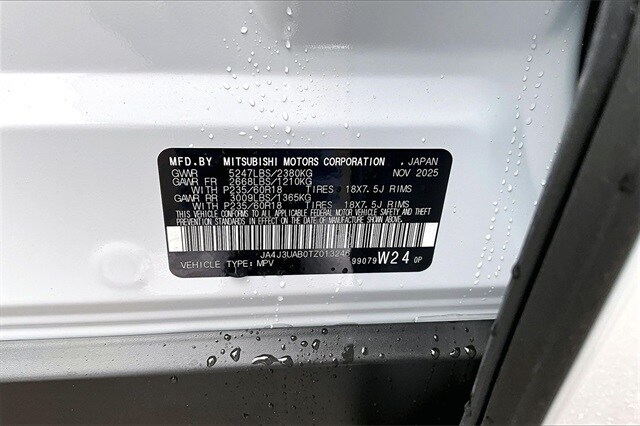 MFD.BY MITSUBISHI MOTORS CORPORATION , JAPAN
GVWR 5247LBS/2380KG NOV 2025
GAWR FR 2668LBS/1210KG
WITH P235/60R18 TIRES 18X7.5J RIMS
GAWR RR 3009LBS/1365KG
WITH P235/60R18 TIRES 18X7.5J RIMS
THIS VEHICLE CONFORMS TO ALL APPLICABLE FEDERAL MOTOR VEHICLE SAFETY AND THEFT
PREVENTION STANDARDS IN EFFECT ON THE DATE OF MANUFACTURE SHOWN ABOVE.
JA4J3UAB0TZ013246
VEHICLE TYPE: MPV 99079 W24 0P